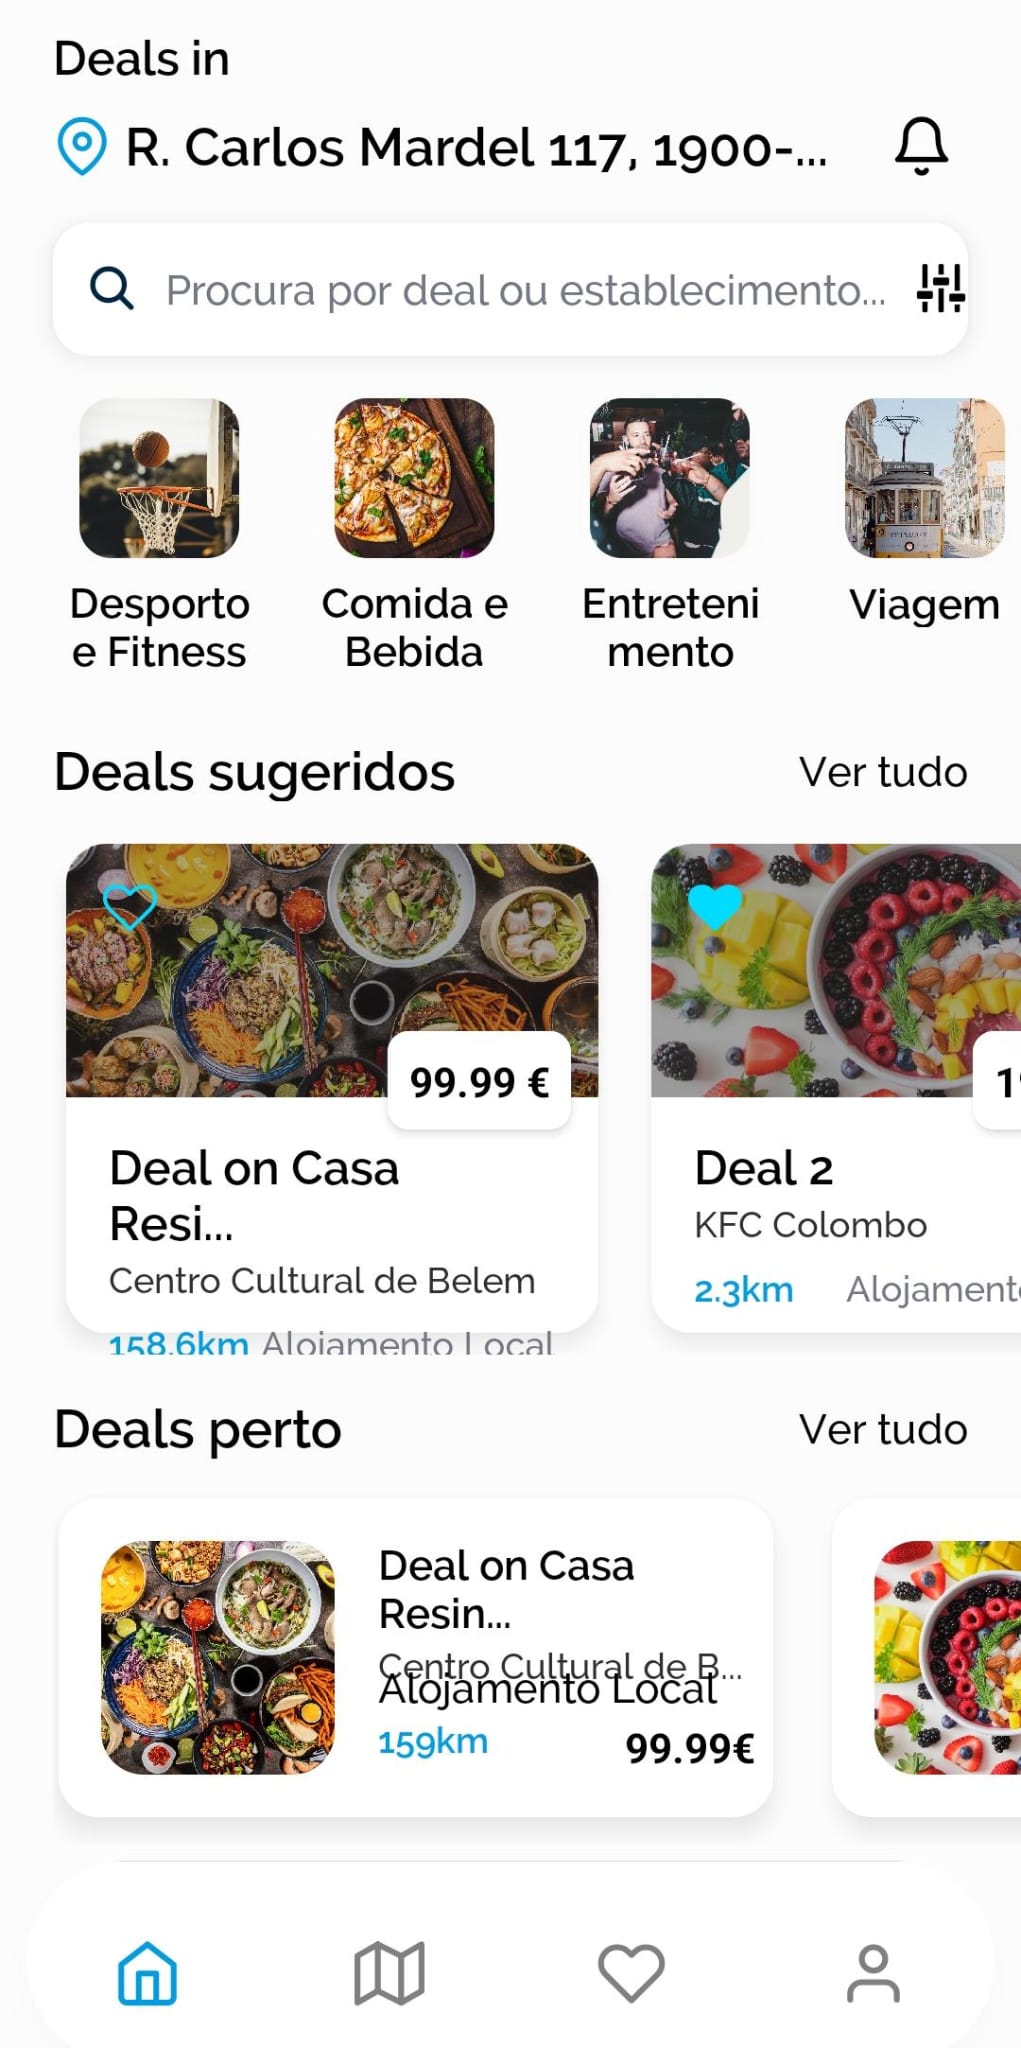 Deals in
R. Carlos Mardel 117, 1900-...
Procura por deal ou establecimento...
Desporto
e Fitness
Comida e
Bebida
Entreteni
mento
Viagem
Deals sugeridos
Ver tudo
99.99 €
Deal on Casa
Resi...
Centro Cultural de Belem
158.6km Alojamento Local
1
Deal 2
KFC Colombo
2.3km Alojamento
Deals perto
Ver tudo
Deal on Casa
Resin...
Centro Cultural de B...
Alojamento Local
159km
99.99€